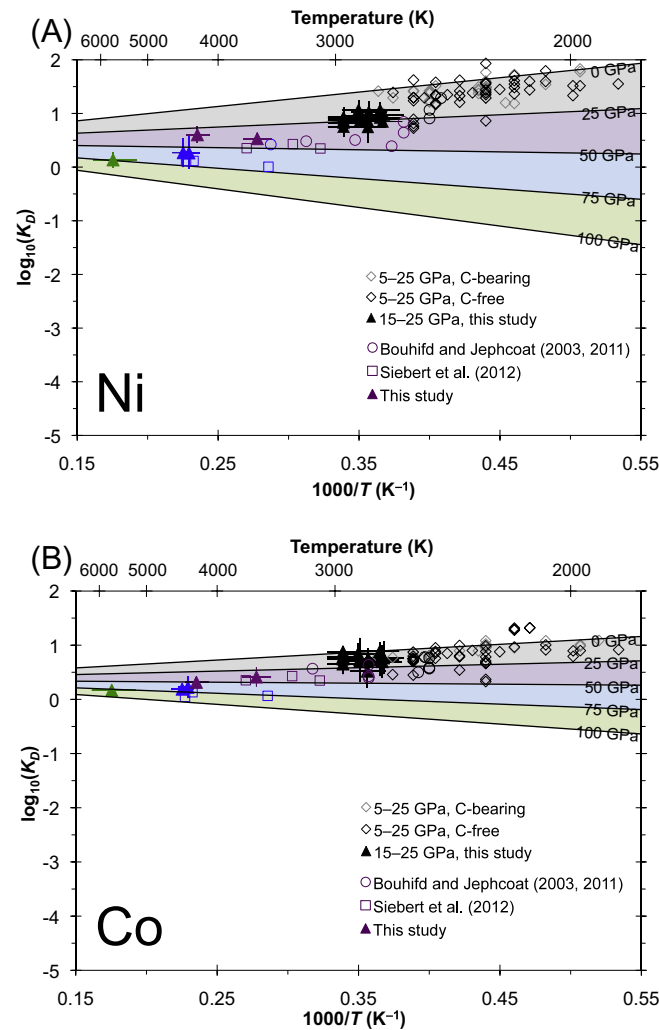 (A)
Temperature (K)
6000 5000 4000 3000 2000
2
1
0
-1
-2
-3
-4
-5
log10(KD)
0 GPa
25 GPa
50 GPa
75 GPa
100 GPa
5–25 GPa, C-bearing
5–25 GPa, C-free
15–25 GPa, this study
Bouhifd and Jephcoat (2003, 2011)
Siebert et al. (2012)
This study
Ni
0.15 0.25 0.35 0.45 0.55
1000/T (K⁻¹)
(B)
Temperature (K)
6000 5000 4000 3000 2000
2
1
0
-1
-2
-3
-4
-5
log10(KD)
0 GPa
25 GPa
50 GPa
75 GPa
100 GPa
5–25 GPa, C-bearing
5–25 GPa, C-free
15–25 GPa, this study
Bouhifd and Jephcoat (2003, 2011)
Siebert et al. (2012)
This study
Co
0.15 0.25 0.35 0.45 0.55
1000/T (K⁻¹)